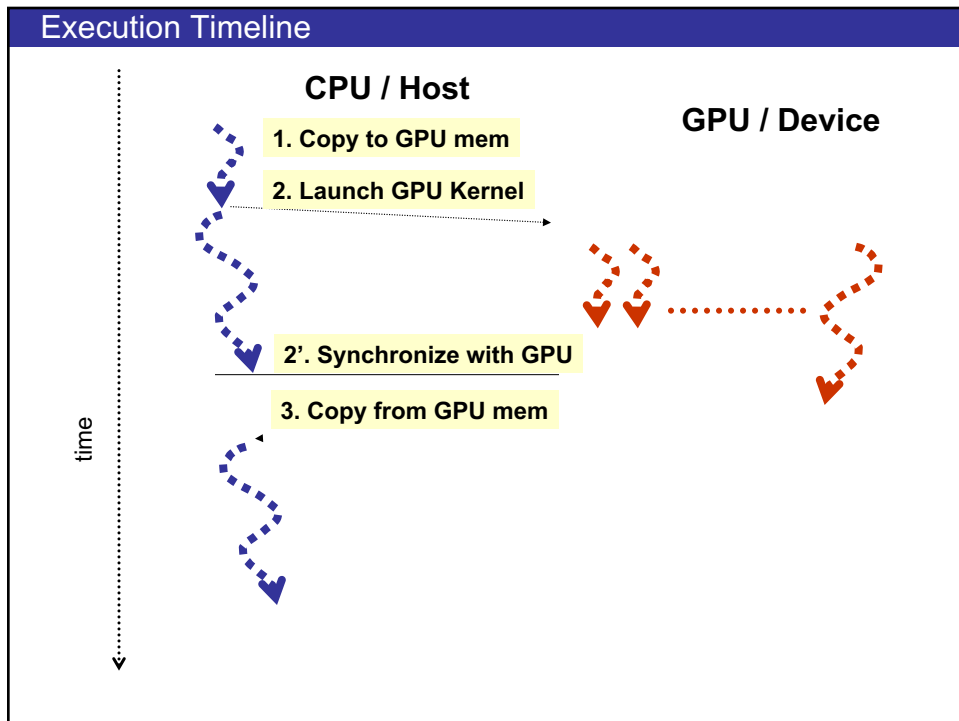 Execution Timeline
CPU / Host
GPU / Device
1. Copy to GPU mem
2. Launch GPU Kernel
2'. Synchronize with GPU
3. Copy from GPU mem
time